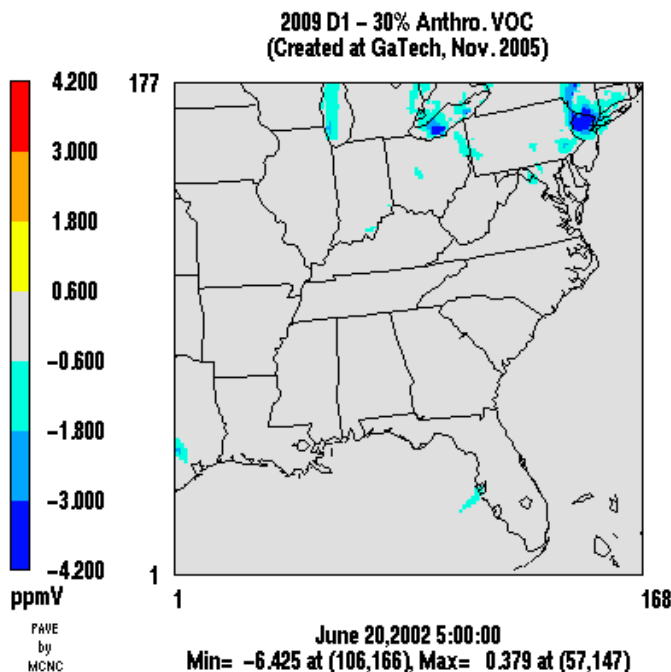 2009 D1 − 30% Anthro. VOC
(Created at GaTech, Nov. 2005)
4.200
3.000
1.800
0.600
−0.600
−1.800
−3.000
−4.200
ppmV
177
1
1
168
PAVE
by
MCNC
June 20,2002 5:00:00
Min= −6.425 at (106,166), Max= 0.379 at (57,147)